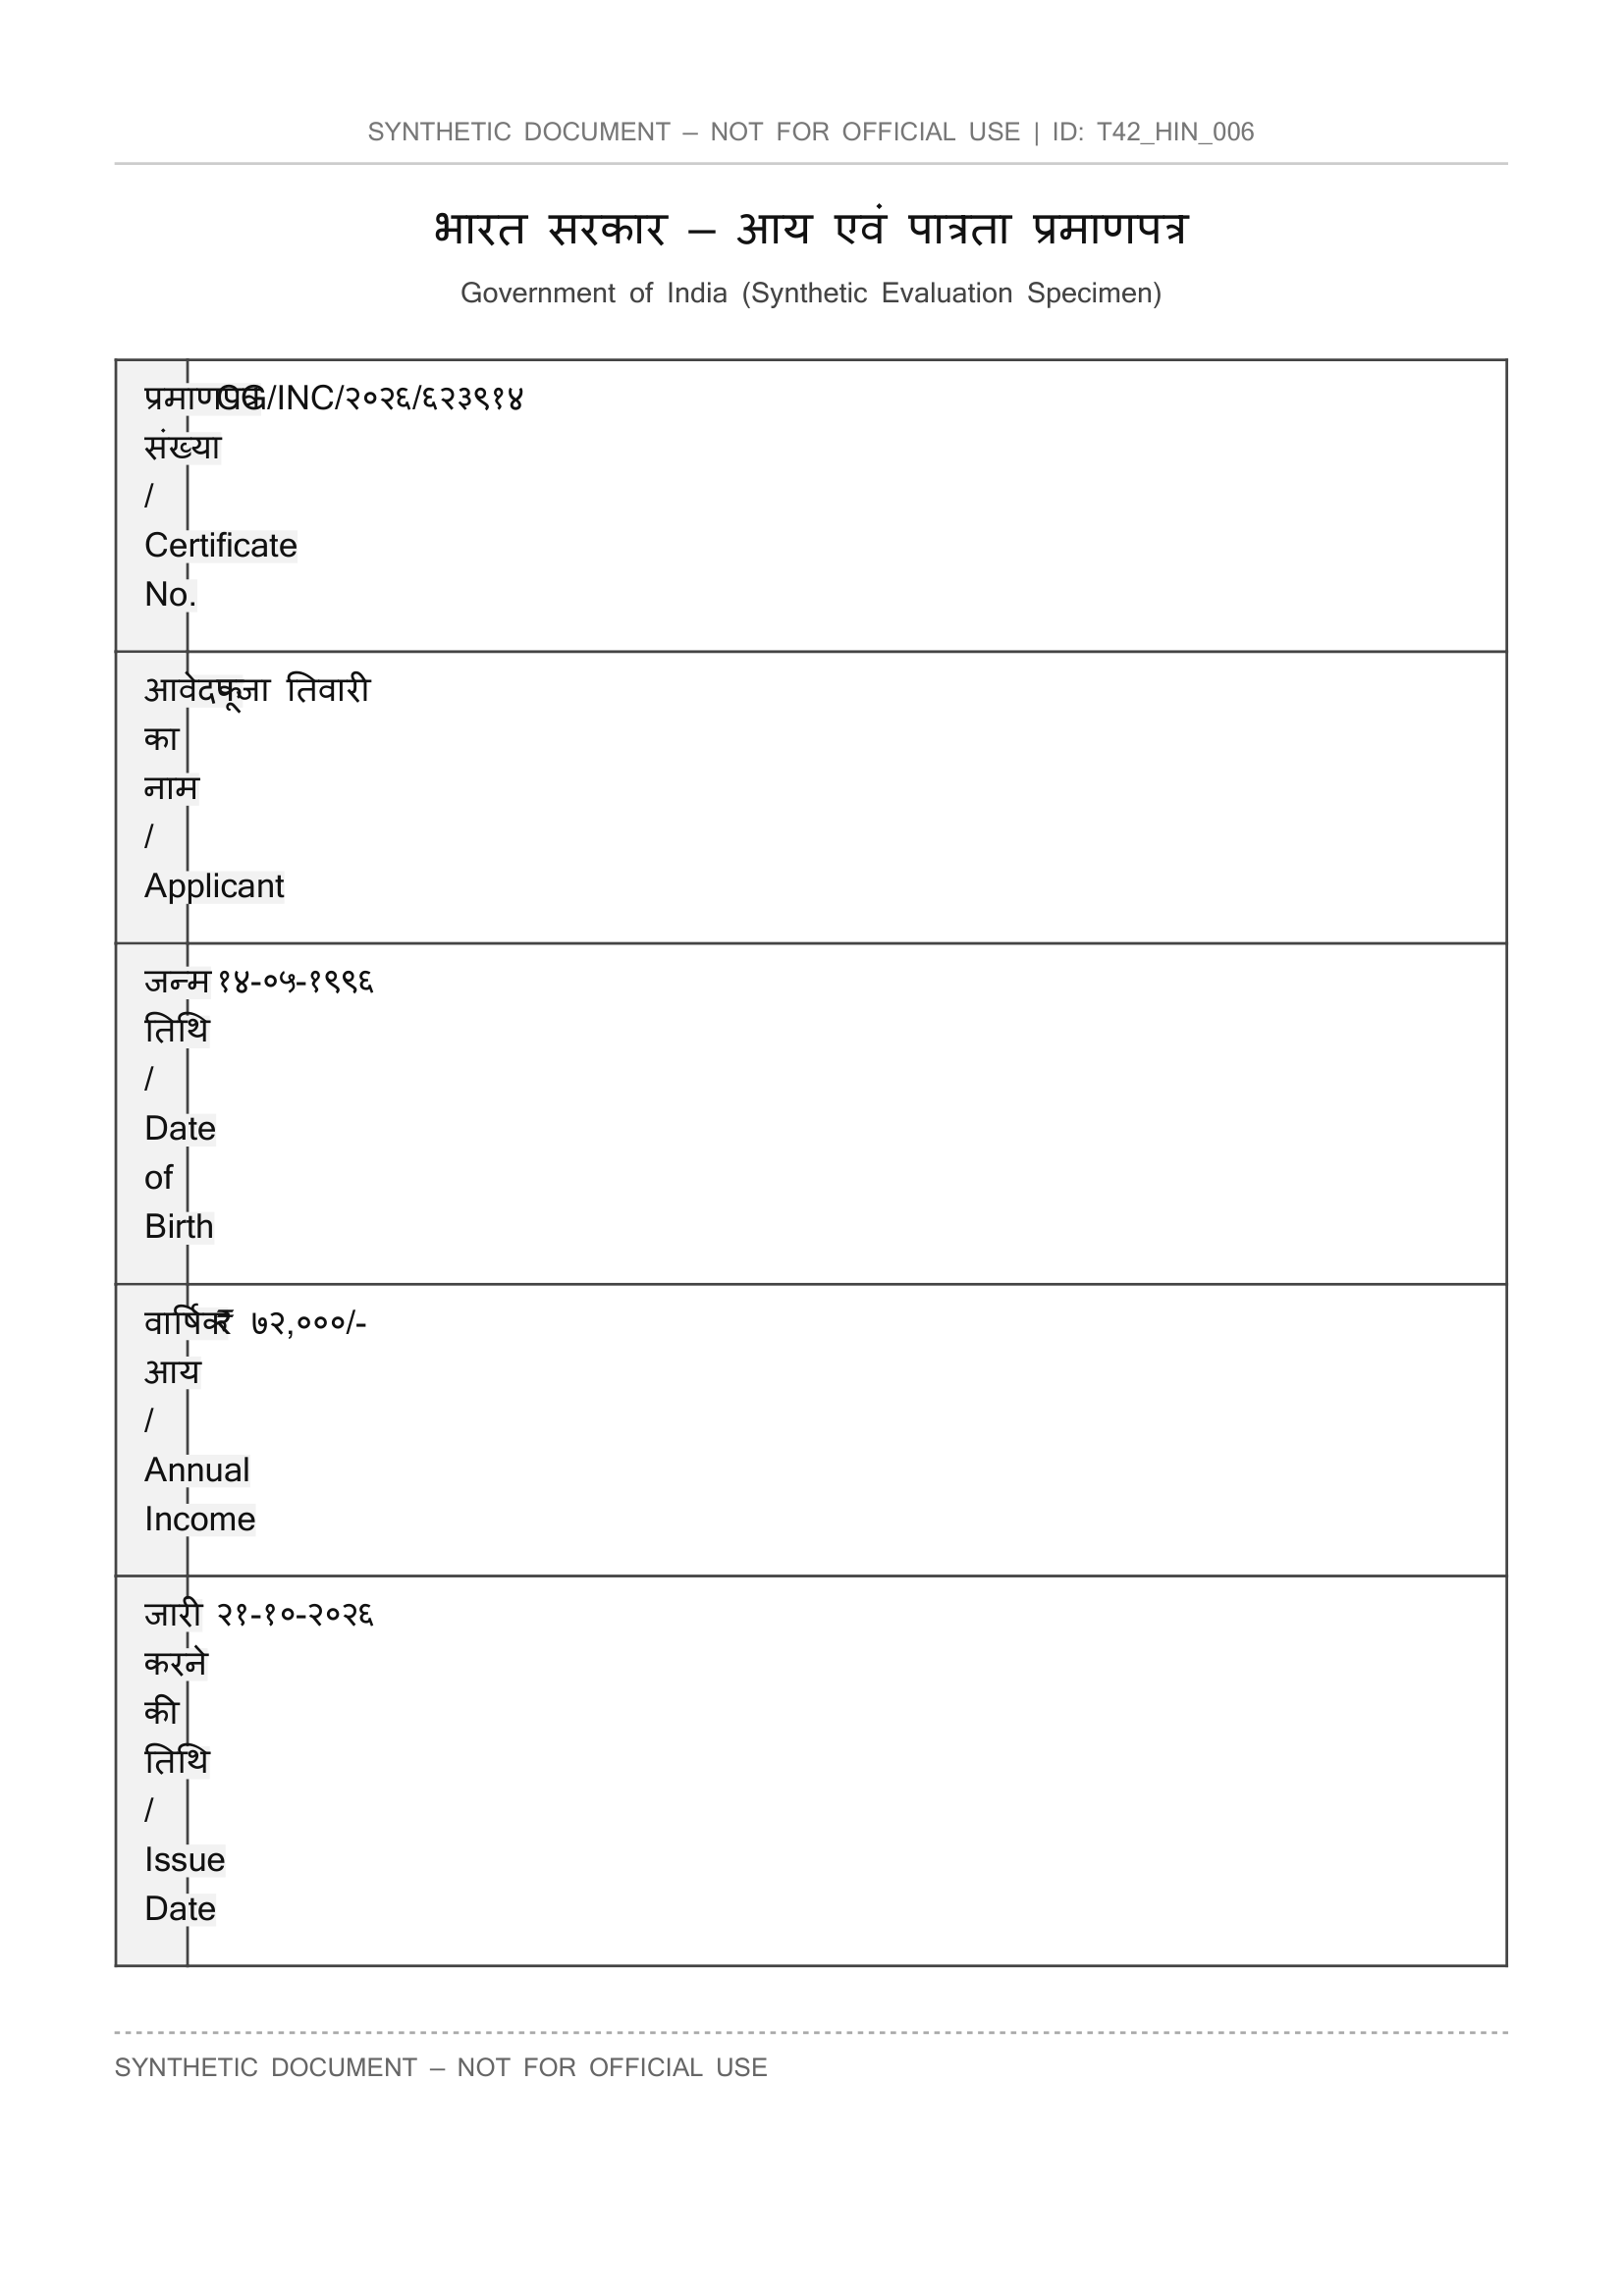 SYNTHETIC DOCUMENT – NOT FOR OFFICIAL USE | ID: T42_HIN_006
भारत सरकार – आय एवं पात्रता प्रमाणपत्र
Government of India (Synthetic Evaluation Specimen)
प्रमाणपत्र CG/INC/२०२६/६२३९१४
संख्या
/
Certificate
No.
आवेदक पूजा तिवारी
का
नाम
/
Applicant
जन्म १४-०५-१९९६
तिथि
/
Date
of
Birth
वार्षिक ₹ ७२,०००/-
आय
/
Annual
Income
जारी २१-१०-२०२६
करने
की
तिथि
/
Issue
Date
SYNTHETIC DOCUMENT – NOT FOR OFFICIAL USE